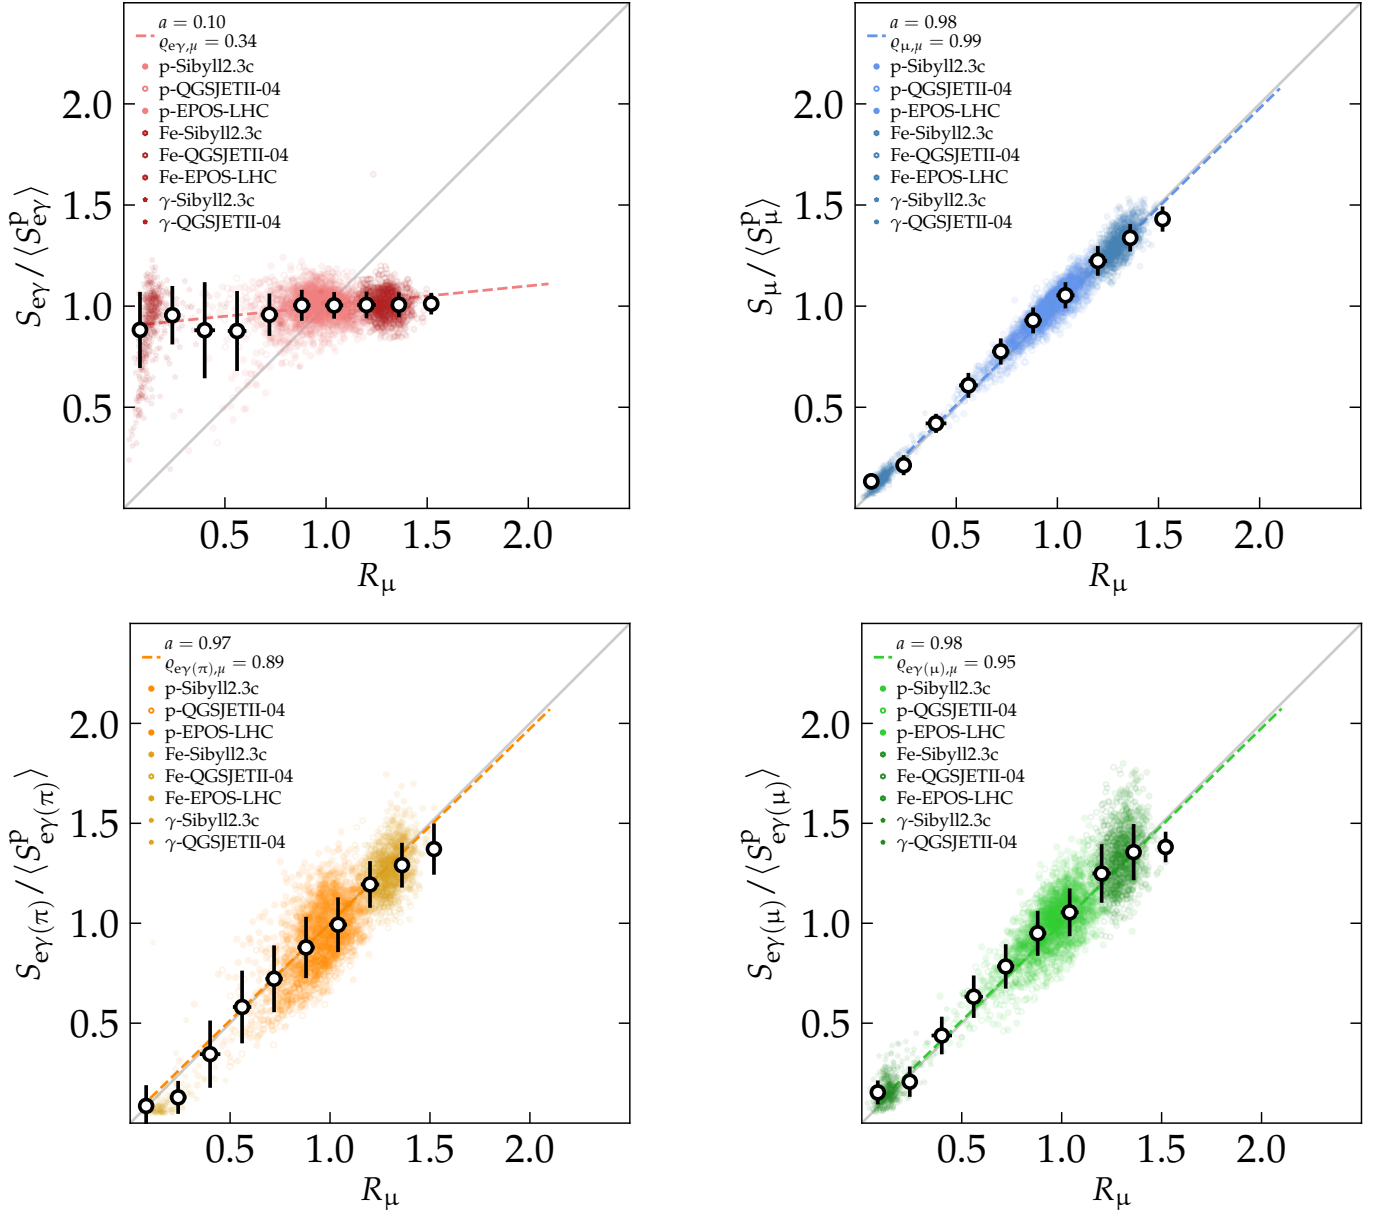 a = 0.10
ϱeγ,μ = 0.34
p-Sibyll2.3c
p-QGSJETII-04
p-EPOS-LHC
Fe-Sibyll2.3c
Fe-QGSJETII-04
Fe-EPOS-LHC
γ-Sibyll2.3c
γ-QGSJETII-04
2.0
1.5
1.0
0.5
Seγ / ⟨S^p_eγ⟩
0.5 1.0 1.5 2.0
Rμ
a = 0.98
ϱμ,μ = 0.99
p-Sibyll2.3c
p-QGSJETII-04
p-EPOS-LHC
Fe-Sibyll2.3c
Fe-QGSJETII-04
Fe-EPOS-LHC
γ-Sibyll2.3c
γ-QGSJETII-04
2.0
1.5
1.0
0.5
Sμ / ⟨S^p_μ⟩
0.5 1.0 1.5 2.0
Rμ
a = 0.97
ϱeγ(π),μ = 0.89
p-Sibyll2.3c
p-QGSJETII-04
p-EPOS-LHC
Fe-Sibyll2.3c
Fe-QGSJETII-04
Fe-EPOS-LHC
γ-Sibyll2.3c
γ-QGSJETII-04
2.0
1.5
1.0
0.5
Seγ(π) / ⟨S^p_eγ(π)⟩
0.5 1.0 1.5 2.0
Rμ
a = 0.98
ϱeγ(μ),μ = 0.95
p-Sibyll2.3c
p-QGSJETII-04
p-EPOS-LHC
Fe-Sibyll2.3c
Fe-QGSJETII-04
Fe-EPOS-LHC
γ-Sibyll2.3c
γ-QGSJETII-04
2.0
1.5
1.0
0.5
Seγ(μ) / ⟨S^p_eγ(μ)⟩
0.5 1.0 1.5 2.0
Rμ